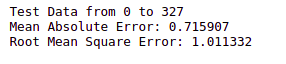 Test Data from 0 to 327
Mean Absolute Error: 0.715907
Root Mean Square Error: 1.011332